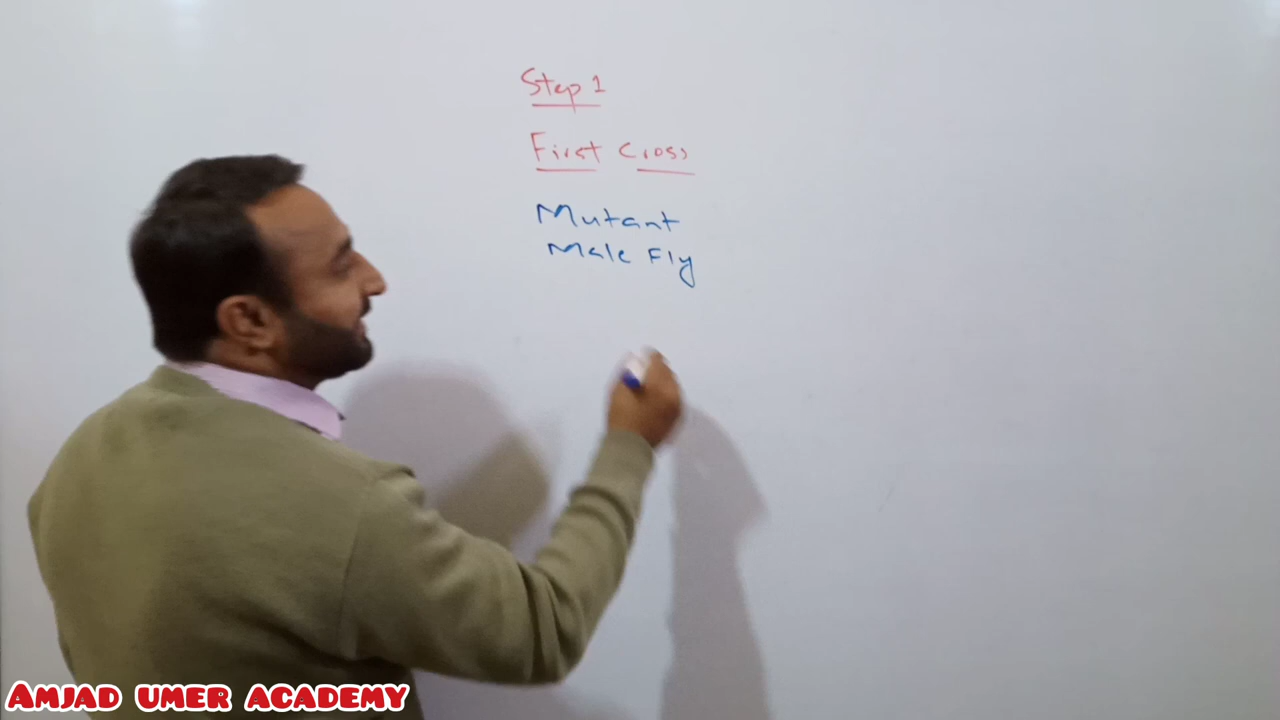 Step 1
First Cross
Mutant
Male Fly
AMJAD UMER ACADEMY